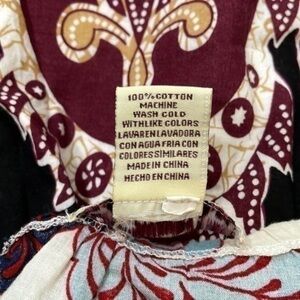 100% COTTON
MACHINE
WASH COLD
WITH LIKE COLORS
LAVAR EN LAVADORA
CON AGUA FRIA CON
COLORES SIMILARES
MADE IN CHINA
HECHO EN CHINA